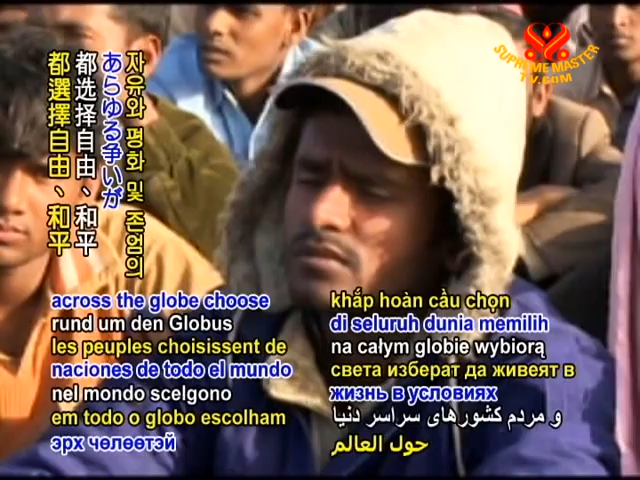 SUPREME MASTER
TV.COM
자유와 평화 및 존엄의
あらゆる争いが
都选择自由、和平
都選擇自由、和平
across the globe choose
rund um den Globus
les peuples choisissent de
naciones de todo el mundo
nel mondo scelgono
em todo o globo escolham
эрх чөлөөтэй
khắp hoàn cầu chọn
di seluruh dunia memilih
na całym globie wybiorą
света изберат да живеят в
жизнь в условиях
و مردم کشورهای سراسر دنیا
حول العالم